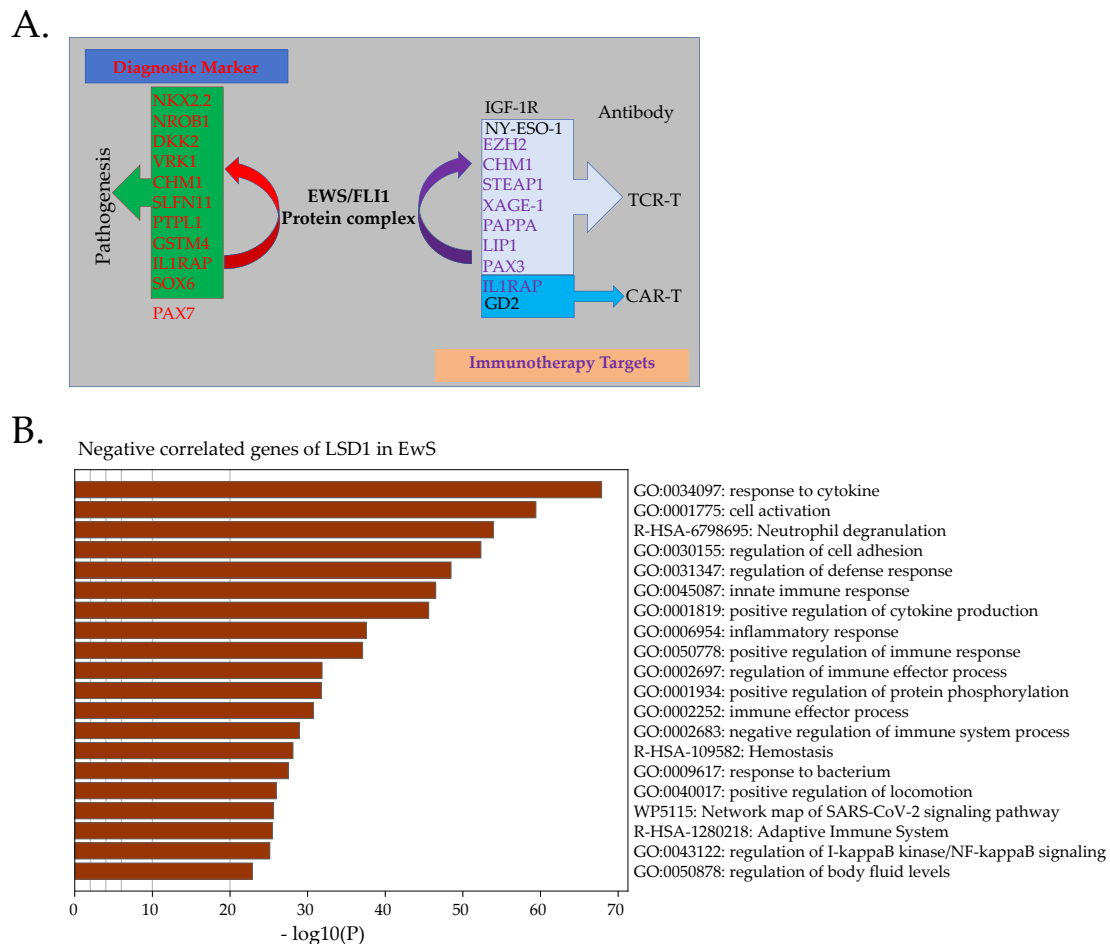 A.
Diagnostic Marker
NKX2.2
NROB1
DKK2
VRK1
CHM1
SLFN11
PTPL1
GSTM4
IL1RAP
SOX6
PAX7
Pathogenesis
EWS/FLI1
Protein complex
IGF-1R
NY-ESO-1
EZH2
CHM1
STEAP1
XAGE-1
PAPPA
LIP1
PAX3
IL1RAP
GD2
Antibody
TCR-T
CAR-T
Immunotherapy Targets
B.
Negative correlated genes of LSD1 in EwS
GO:0034097: response to cytokine
GO:0001775: cell activation
R-HSA-6798695: Neutrophil degranulation
GO:0030155: regulation of cell adhesion
GO:0031347: regulation of defense response
GO:0045087: innate immune response
GO:0001819: positive regulation of cytokine production
GO:0006954: inflammatory response
GO:0050778: positive regulation of immune response
GO:0002697: regulation of immune effector process
GO:0001934: positive regulation of protein phosphorylation
GO:0002252: immune effector process
GO:0002683: negative regulation of immune system process
R-HSA-109582: Hemostasis
GO:0009617: response to bacterium
GO:0040017: positive regulation of locomotion
WP5115: Network map of SARS-CoV-2 signaling pathway
R-HSA-1280218: Adaptive Immune System
GO:0043122: regulation of I-kappaB kinase/NF-kappaB signaling
GO:0050878: regulation of body fluid levels
0 10 20 30 40 50 60 70
- log10(P)